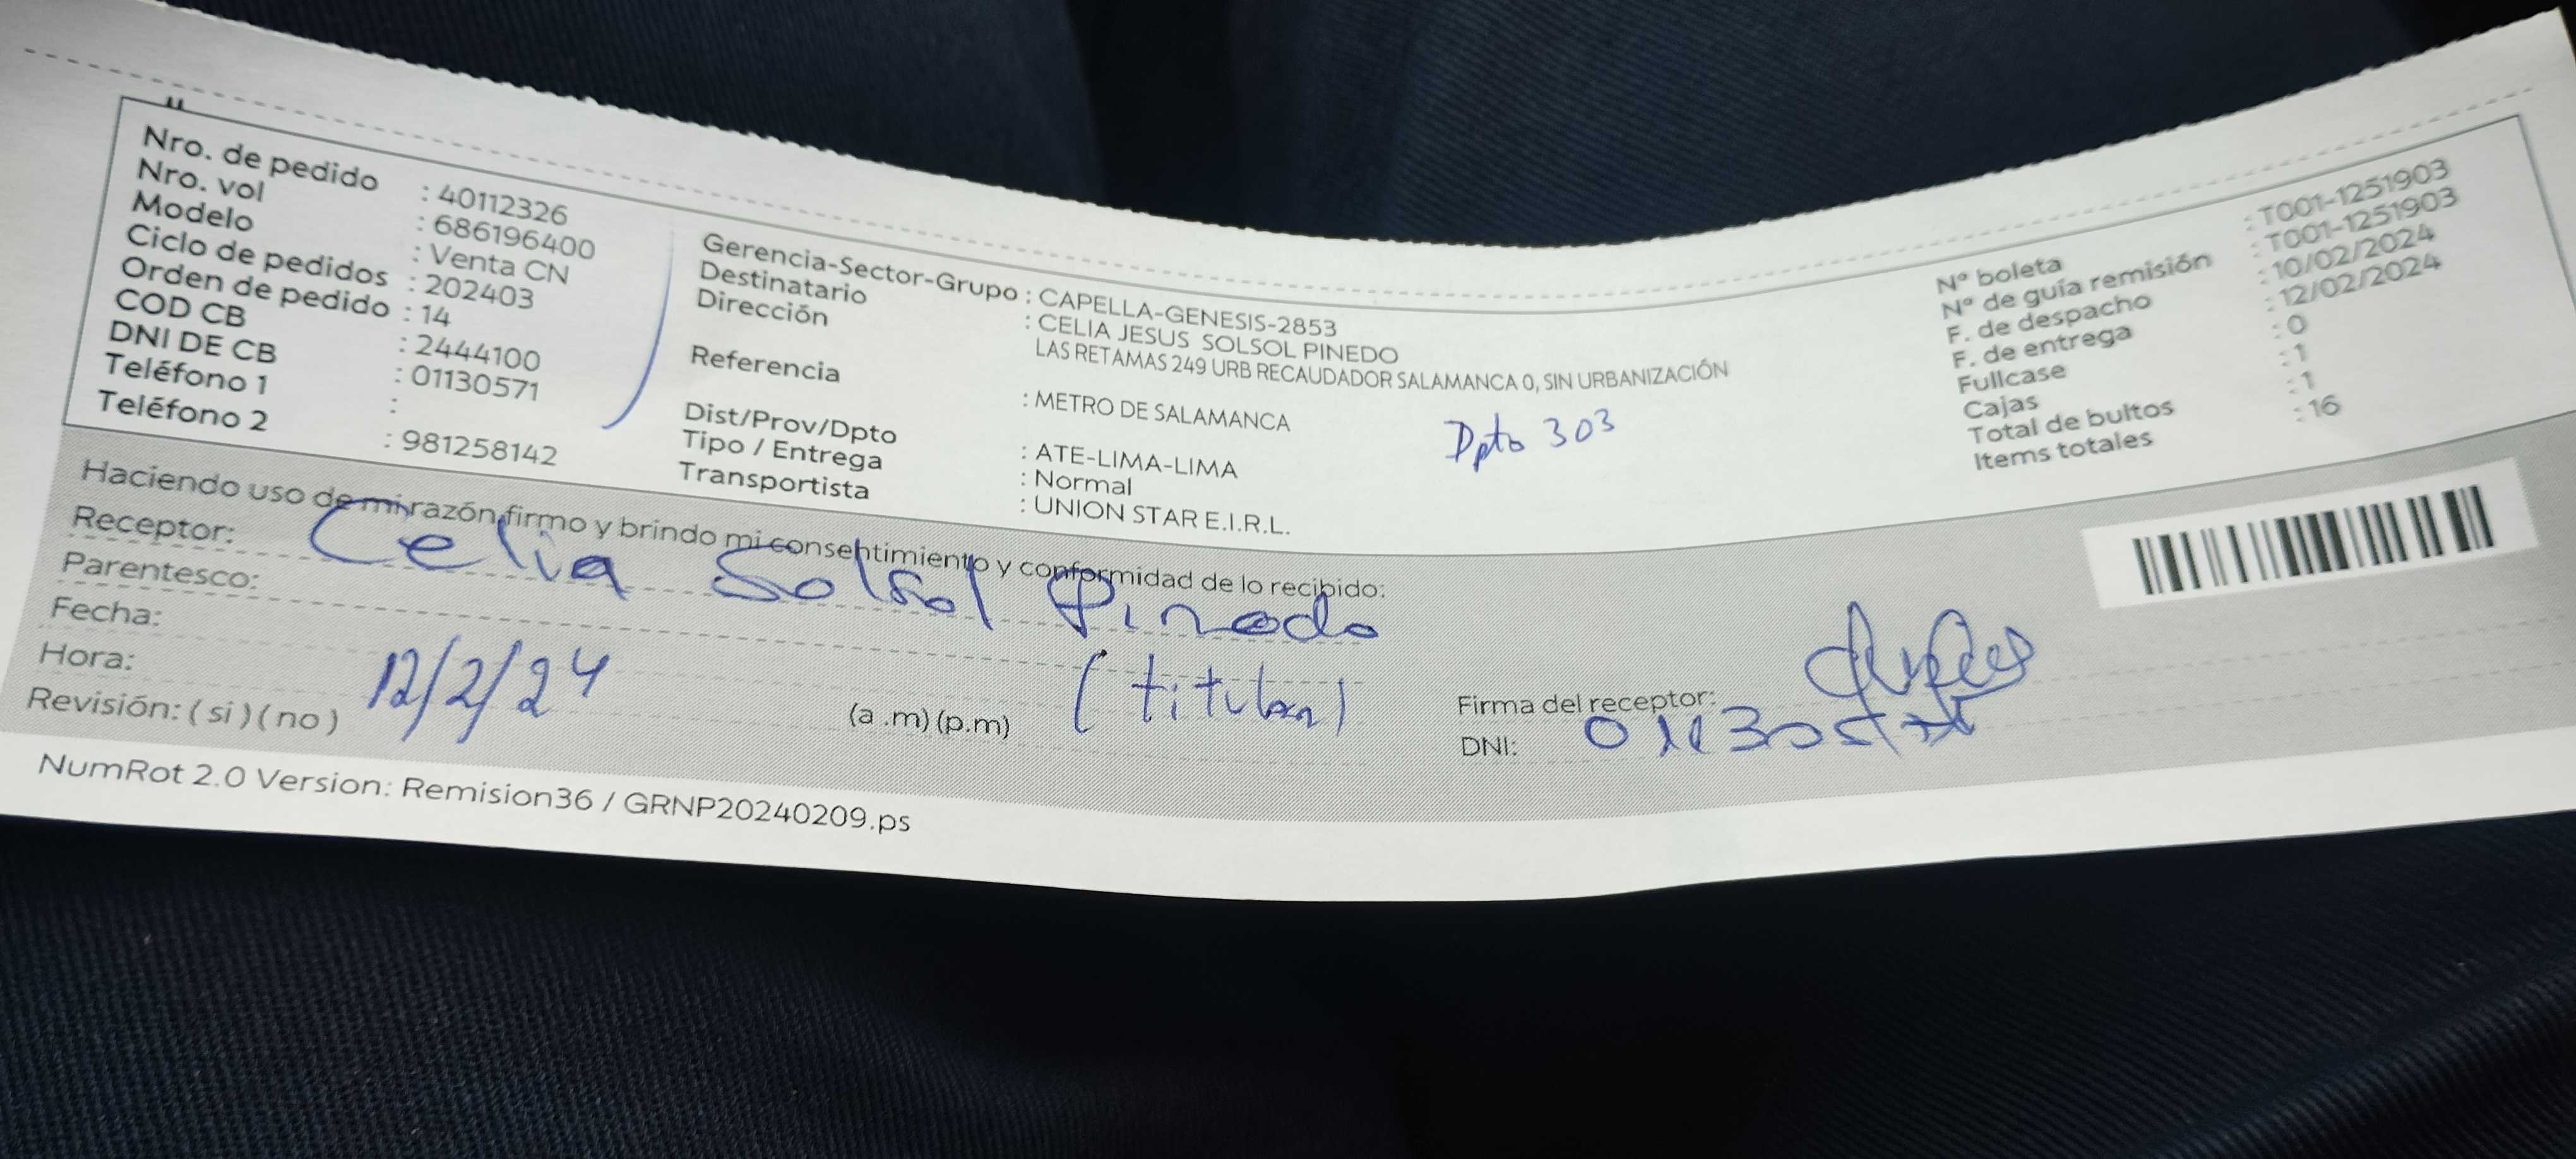 Nro. de pedido : 40112326
Nro. vol : 686196400
Modelo : Venta CN
Ciclo de pedidos : 202403
Orden de pedido : 14
COD CB : 2444100
DNI DE CB : 01130571
Teléfono 1 :
Teléfono 2 : 981258142
Gerencia-Sector-Grupo : CAPELLA-GENESIS-2853
Destinatario : CELIA JESUS SOLSOL PINEDO
Dirección LAS RETAMAS 249 URB RECAUDADOR SALAMANCA 0, SIN URBANIZACIÓN
Referencia : METRO DE SALAMANCA
Dpto 303
Dist/Prov/Dpto : ATE-LIMA-LIMA
Tipo / Entrega : Normal
Transportista : UNION STAR E.I.R.L.
N° boleta : T001-1251903
N° de guía remisión : T001-1251903
F. de despacho : 10/02/2024
F. de entrega : 12/02/2024
Fullcase : 0
Cajas : 1
Total de bultos : 1
Items totales : 16
Haciendo uso de mi razón, firmo y brindo mi consentimiento y conformidad de lo recibido:
Receptor: Celia Solsol Pinedo
Parentesco: (titular)
Fecha: 12/2/24
Hora: (a .m) (p.m)
Revisión: ( si ) ( no )
Firma del receptor:
DNI:
NumRot 2.0 Version: Remision36 / GRNP20240209.ps